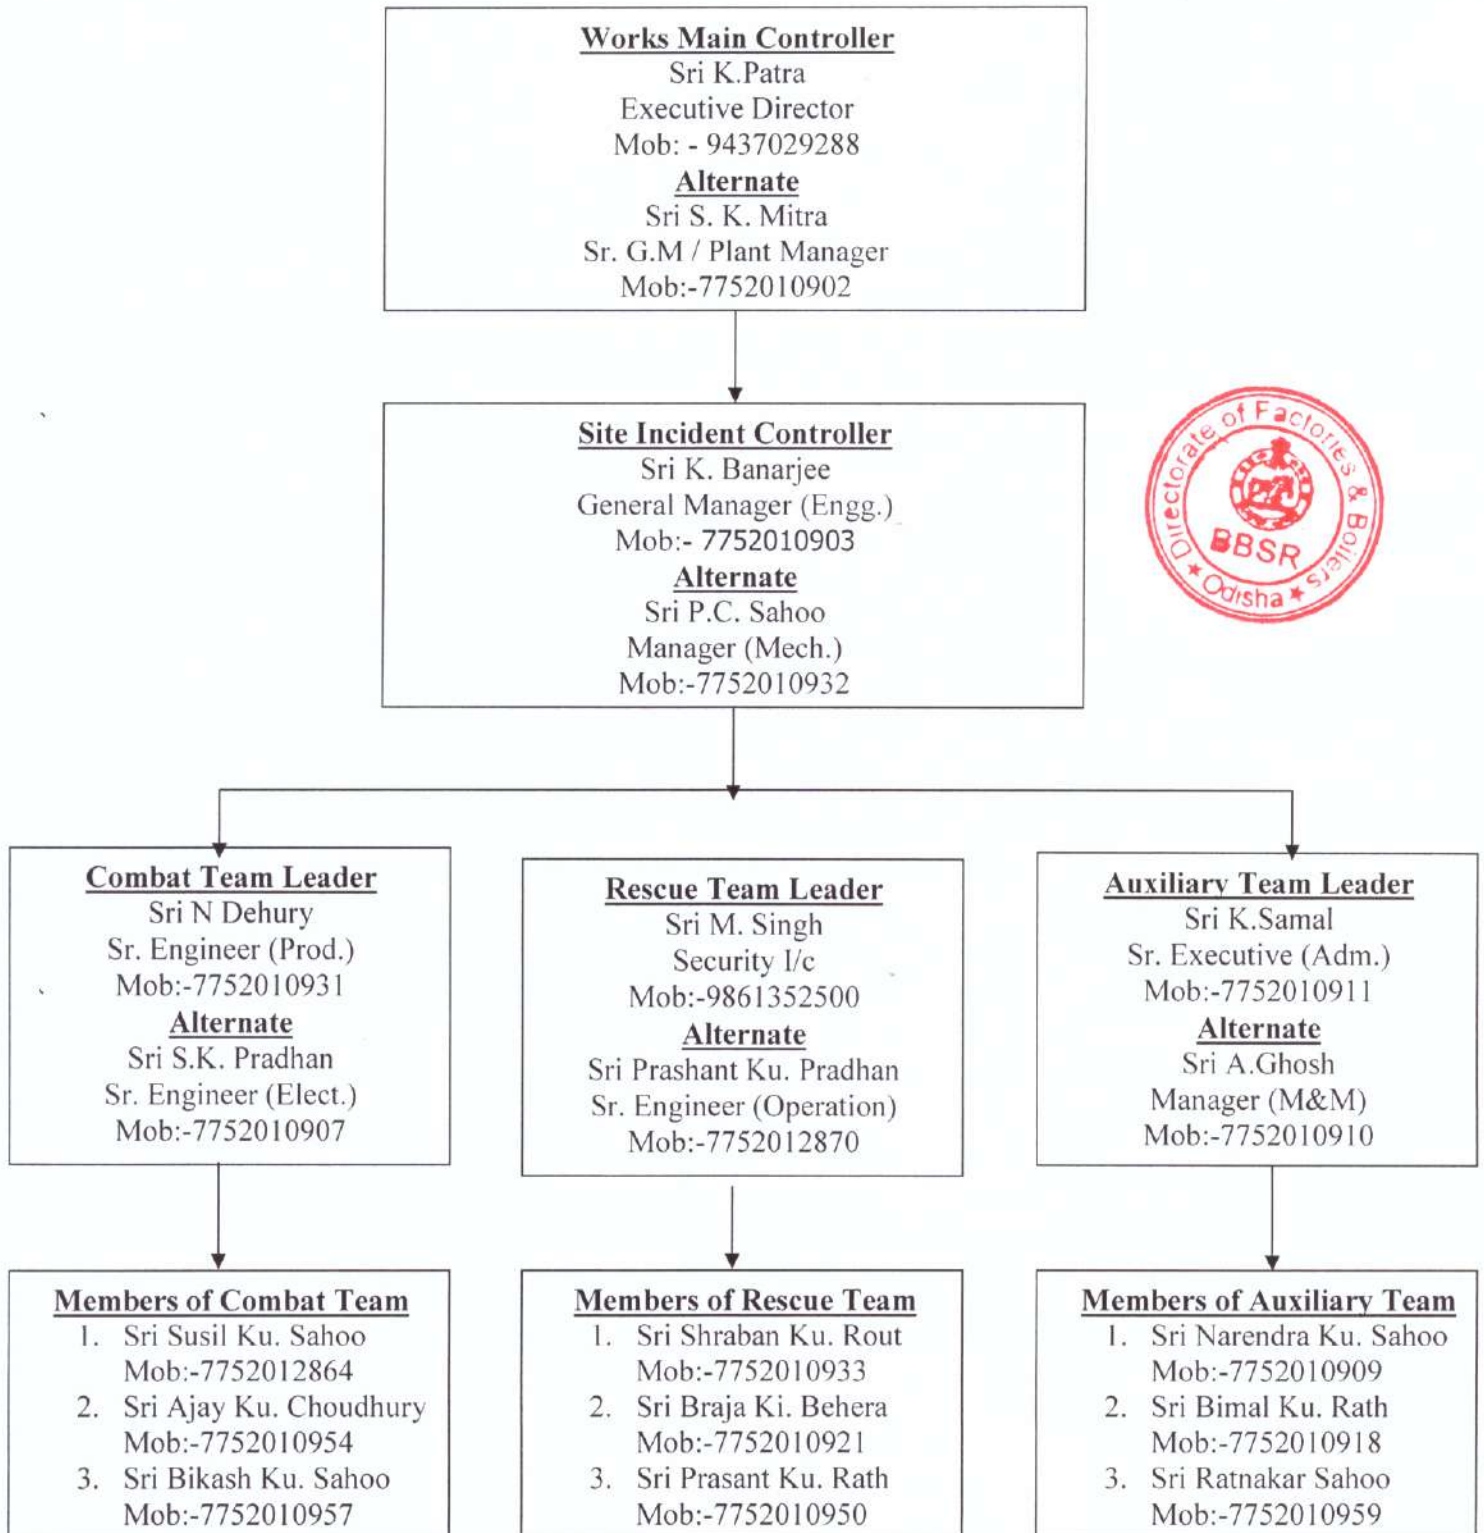 Works Main Controller
Sri K.Patra
Executive Director
Mob: - 9437029288
Alternate
Sri S. K. Mitra
Sr. G.M / Plant Manager
Mob:-7752010902
Site Incident Controller
Sri K. Banarjee
General Manager (Engg.)
Mob:- 7752010903
Alternate
Sri P.C. Sahoo
Manager (Mech.)
Mob:-7752010932
Directorate of Factories & Boilers
BBSR
★ Odisha ★
Combat Team Leader
Sri N Dehury
Sr. Engineer (Prod.)
Mob:-7752010931
Alternate
Sri S.K. Pradhan
Sr. Engineer (Elect.)
Mob:-7752010907
Rescue Team Leader
Sri M. Singh
Security I/c
Mob:-9861352500
Alternate
Sri Prashant Ku. Pradhan
Sr. Engineer (Operation)
Mob:-7752012870
Auxiliary Team Leader
Sri K.Samal
Sr. Executive (Adm.)
Mob:-7752010911
Alternate
Sri A.Ghosh
Manager (M&M)
Mob:-7752010910
Members of Combat Team
1. Sri Susil Ku. Sahoo
Mob:-7752012864
2. Sri Ajay Ku. Choudhury
Mob:-7752010954
3. Sri Bikash Ku. Sahoo
Mob:-7752010957
Members of Rescue Team
1. Sri Shraban Ku. Rout
Mob:-7752010933
2. Sri Braja Ki. Behera
Mob:-7752010921
3. Sri Prasant Ku. Rath
Mob:-7752010950
Members of Auxiliary Team
1. Sri Narendra Ku. Sahoo
Mob:-7752010909
2. Sri Bimal Ku. Rath
Mob:-7752010918
3. Sri Ratnakar Sahoo
Mob:-7752010959